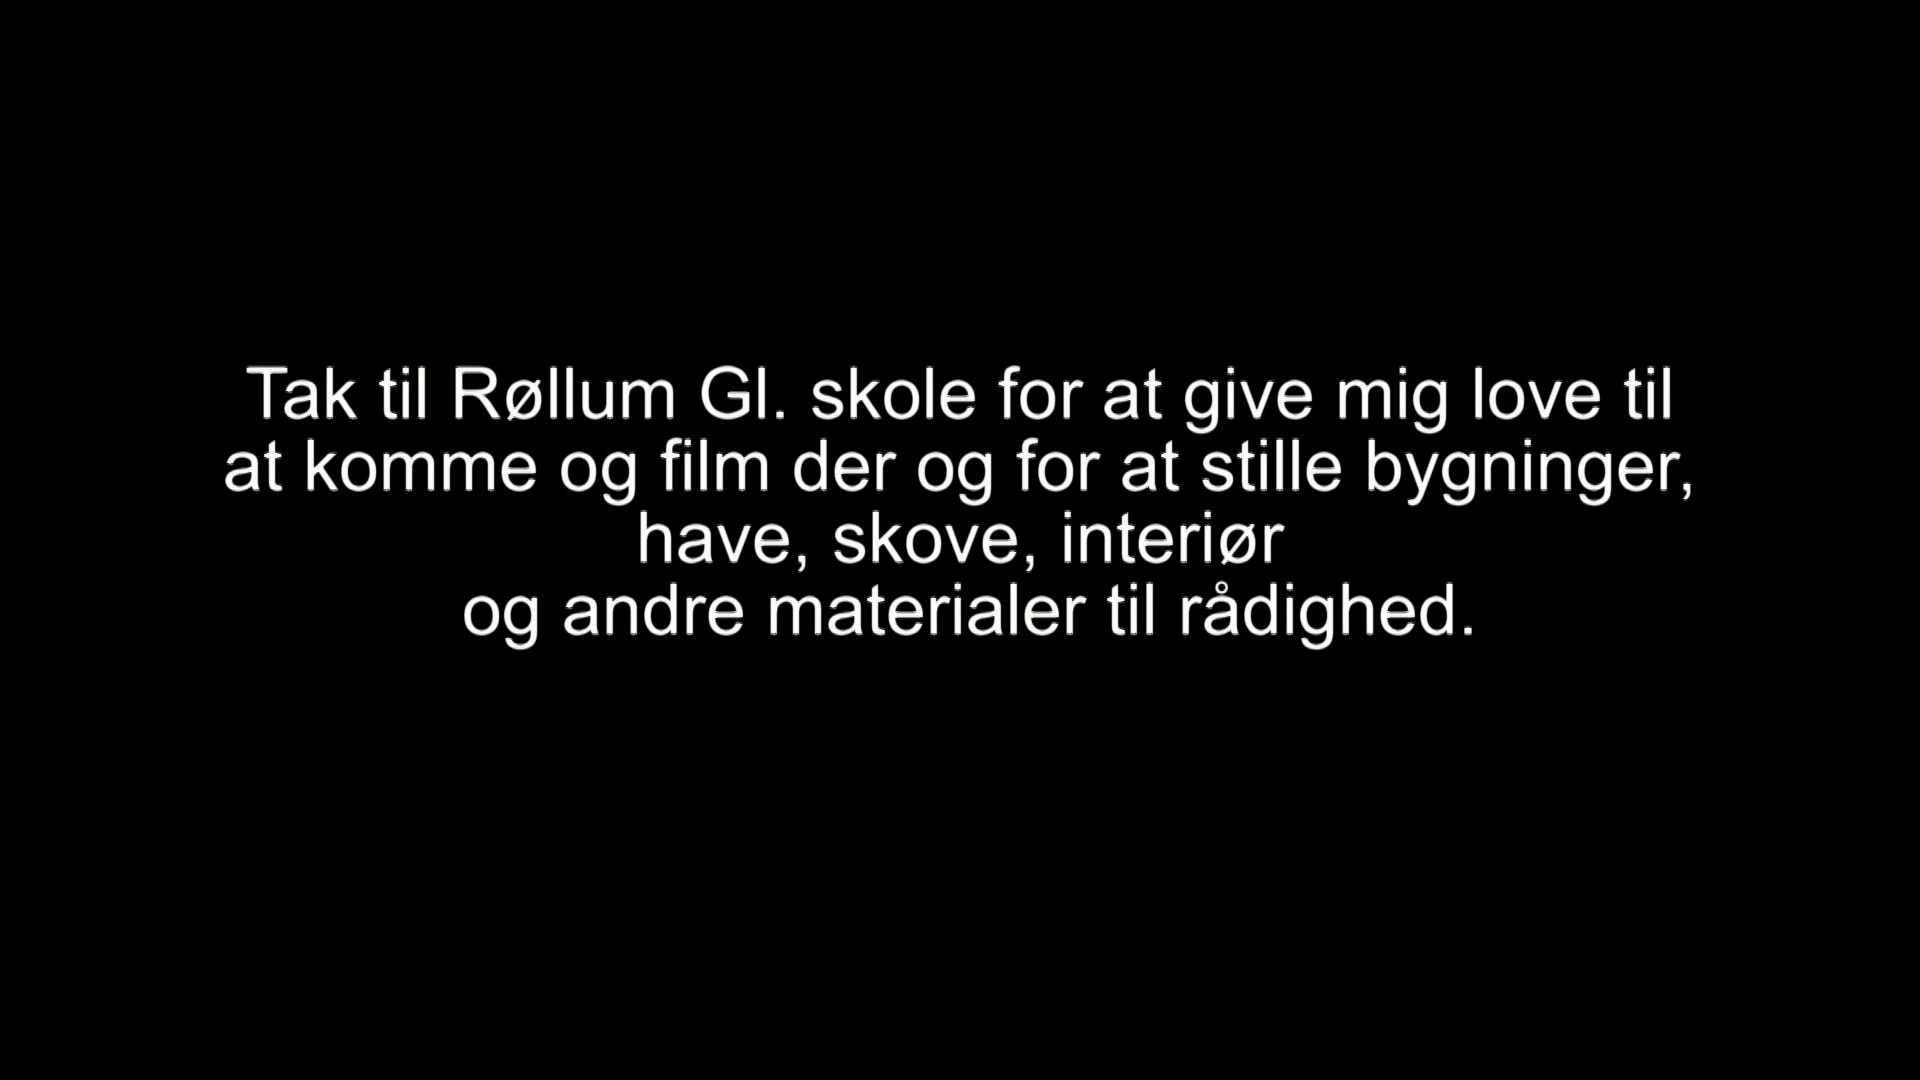 Tak til Røllum Gl. skole for at give mig love til
at komme og film der og for at stille bygninger,
have, skove, interiør
og andre materialer til rådighed.